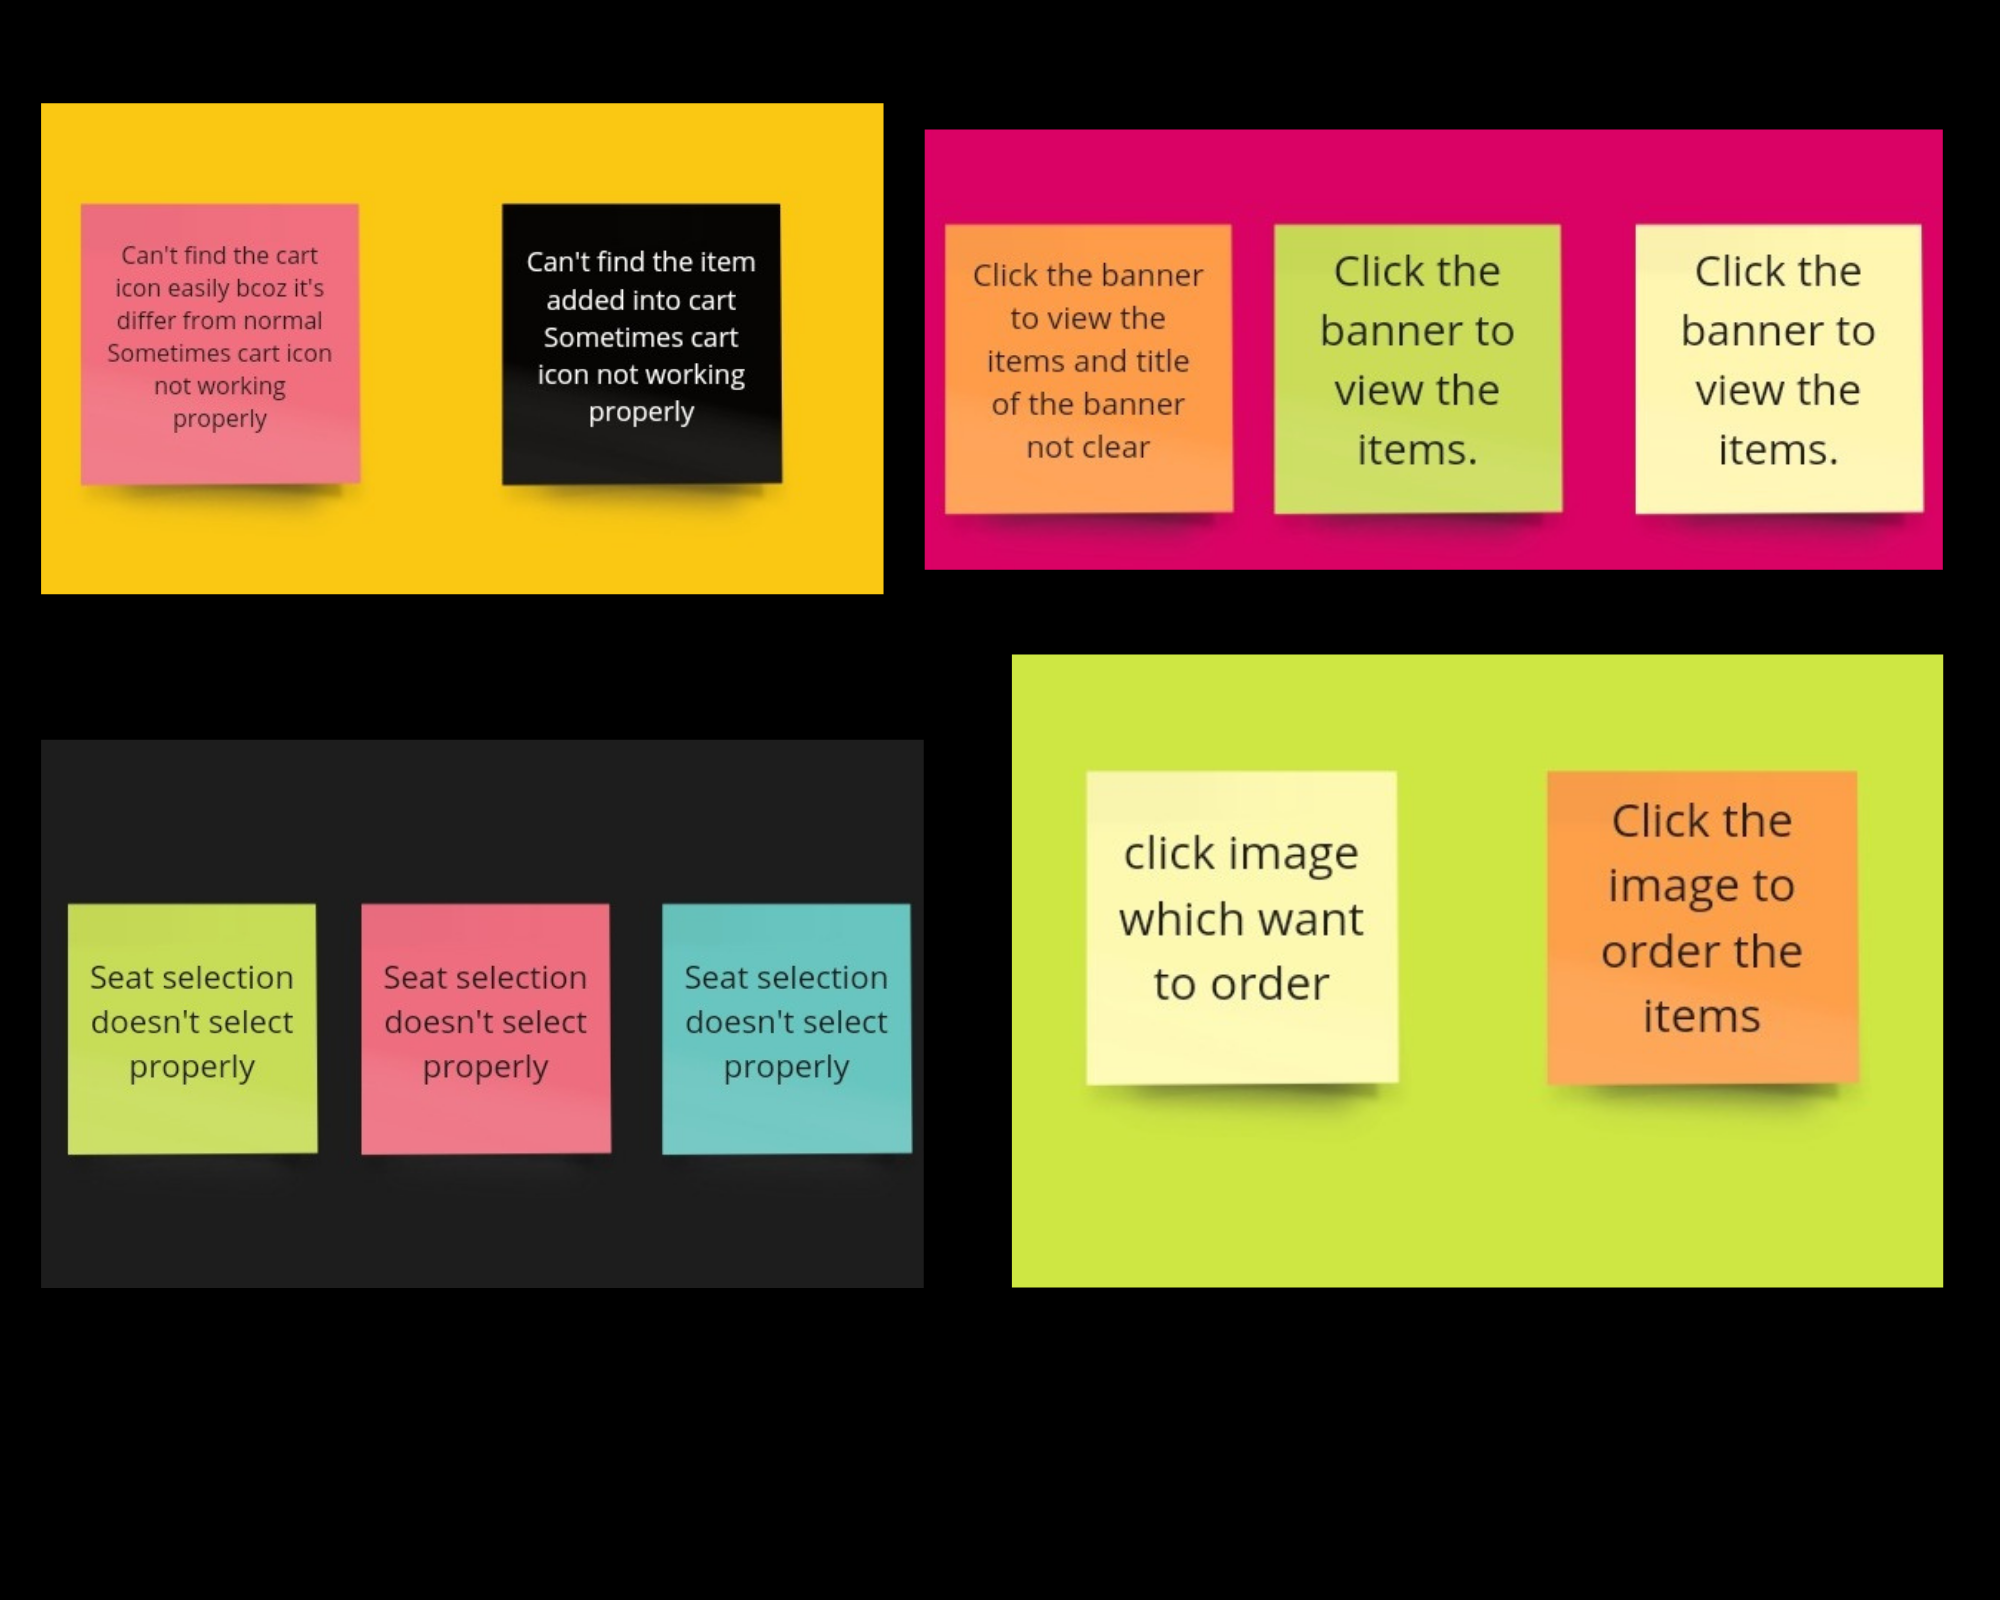 Can't find the cart
icon easily bcoz it's
differ from normal
Sometimes cart icon
not working
properly
Can't find the item
added into cart
Sometimes cart
icon not working
properly
Click the banner
to view the
items and title
of the banner
not clear
Click the
banner to
view the
items.
Click the
banner to
view the
items.
Seat selection
doesn't select
properly
Seat selection
doesn't select
properly
Seat selection
doesn't select
properly
click image
which want
to order
Click the
image to
order the
items